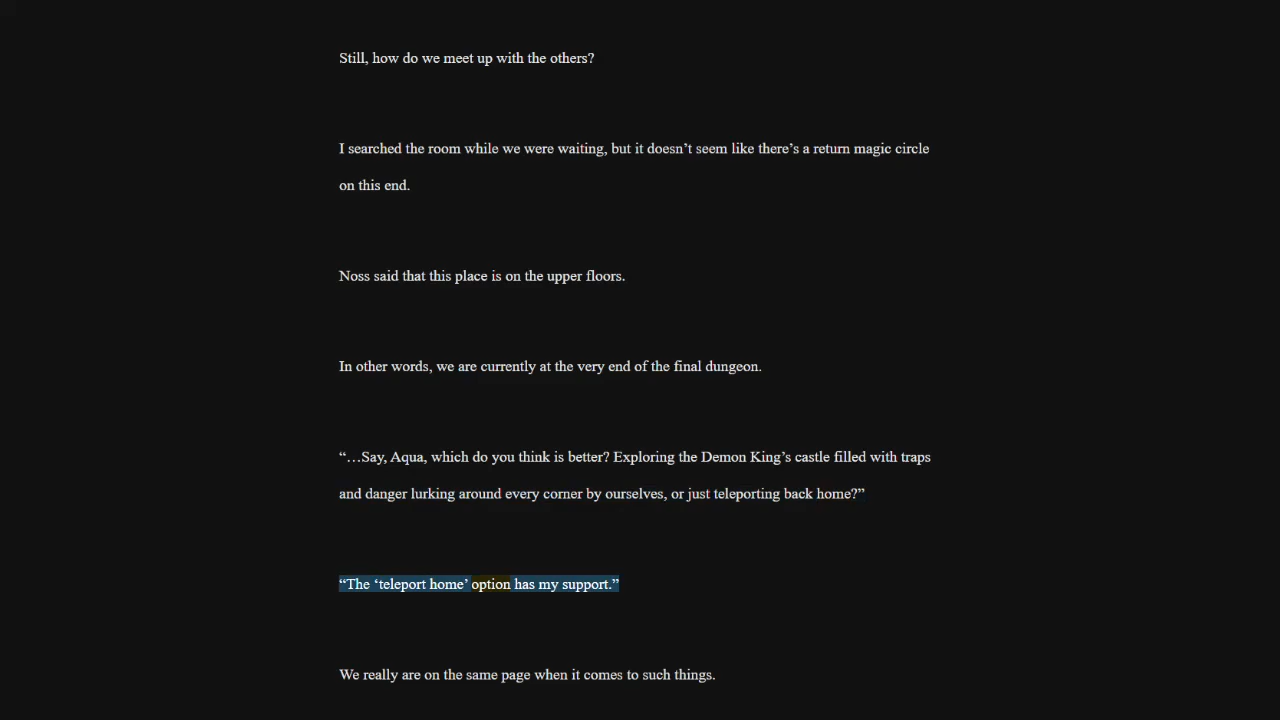 Still, how do we meet up with the others?
I searched the room while we were waiting, but it doesn’t seem like there’s a return magic circle
on this end.
Noss said that this place is on the upper floors.
In other words, we are currently at the very end of the final dungeon.
“…Say, Aqua, which do you think is better? Exploring the Demon King’s castle filled with traps
and danger lurking around every corner by ourselves, or just teleporting back home?”
“The ‘teleport home’ option has my support.”
We really are on the same page when it comes to such things.